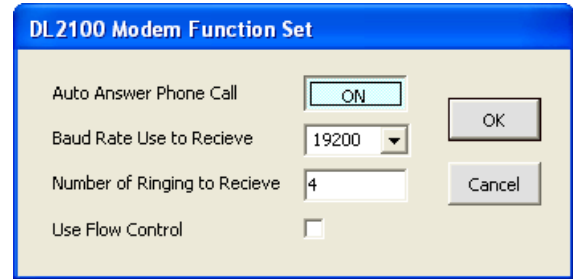 DL2100 Modem Function Set
Auto Answer Phone Call ON
Baud Rate Use to Recieve 19200
Number of Ringing to Recieve 4
Use Flow Control
OK
Cancel